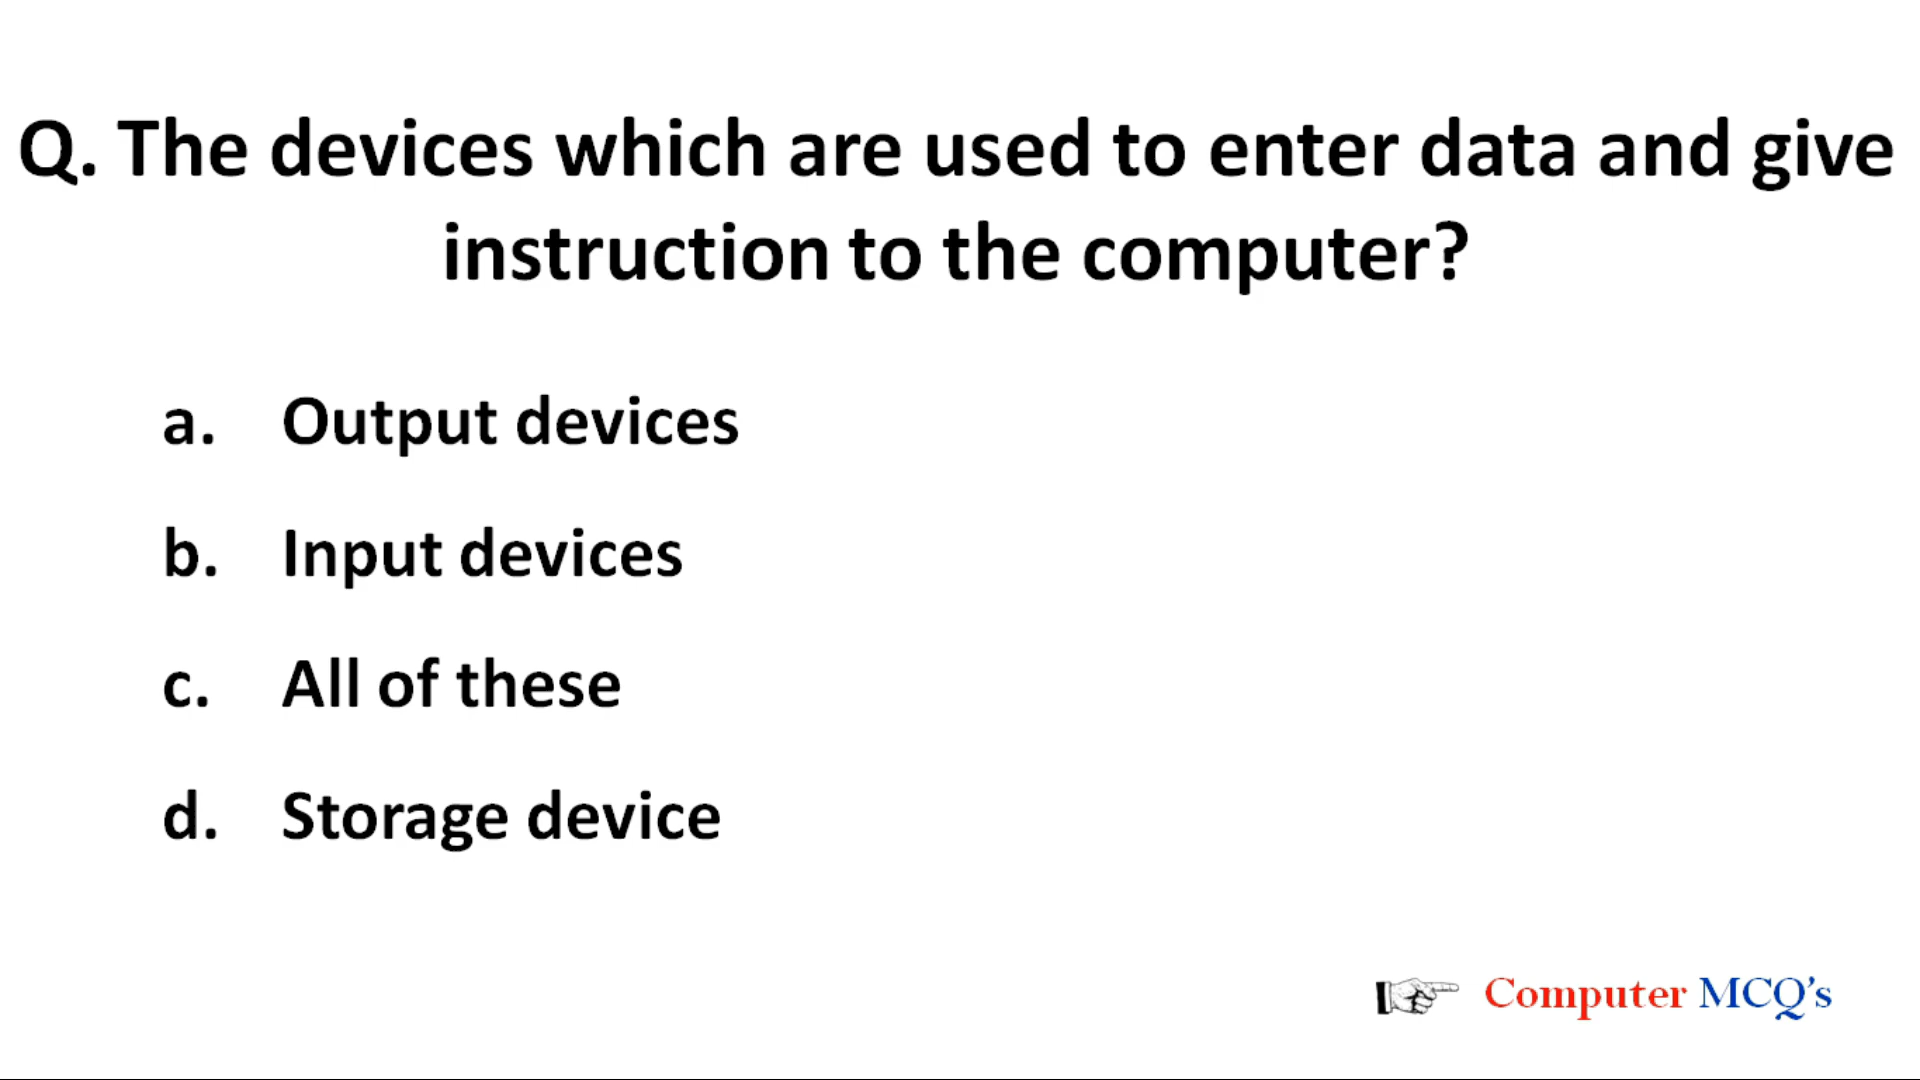 Q. The devices which are used to enter data and give
instruction to the computer?
a. Output devices
b. Input devices
c. All of these
d. Storage device
Computer MCQ's